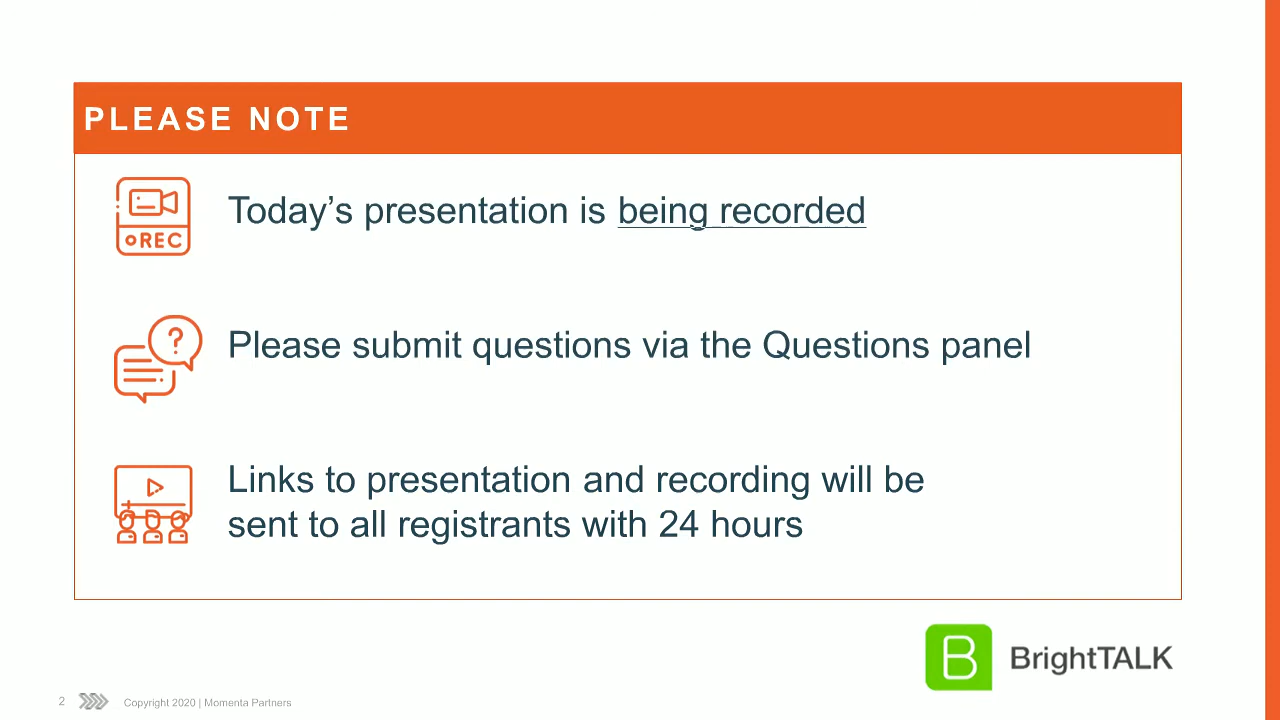 PLEASE NOTE
REC
Today’s presentation is being recorded
?
Please submit questions via the Questions panel
Links to presentation and recording will be
sent to all registrants with 24 hours
B BrightTALK
2 Copyright 2020 | Momenta Partners